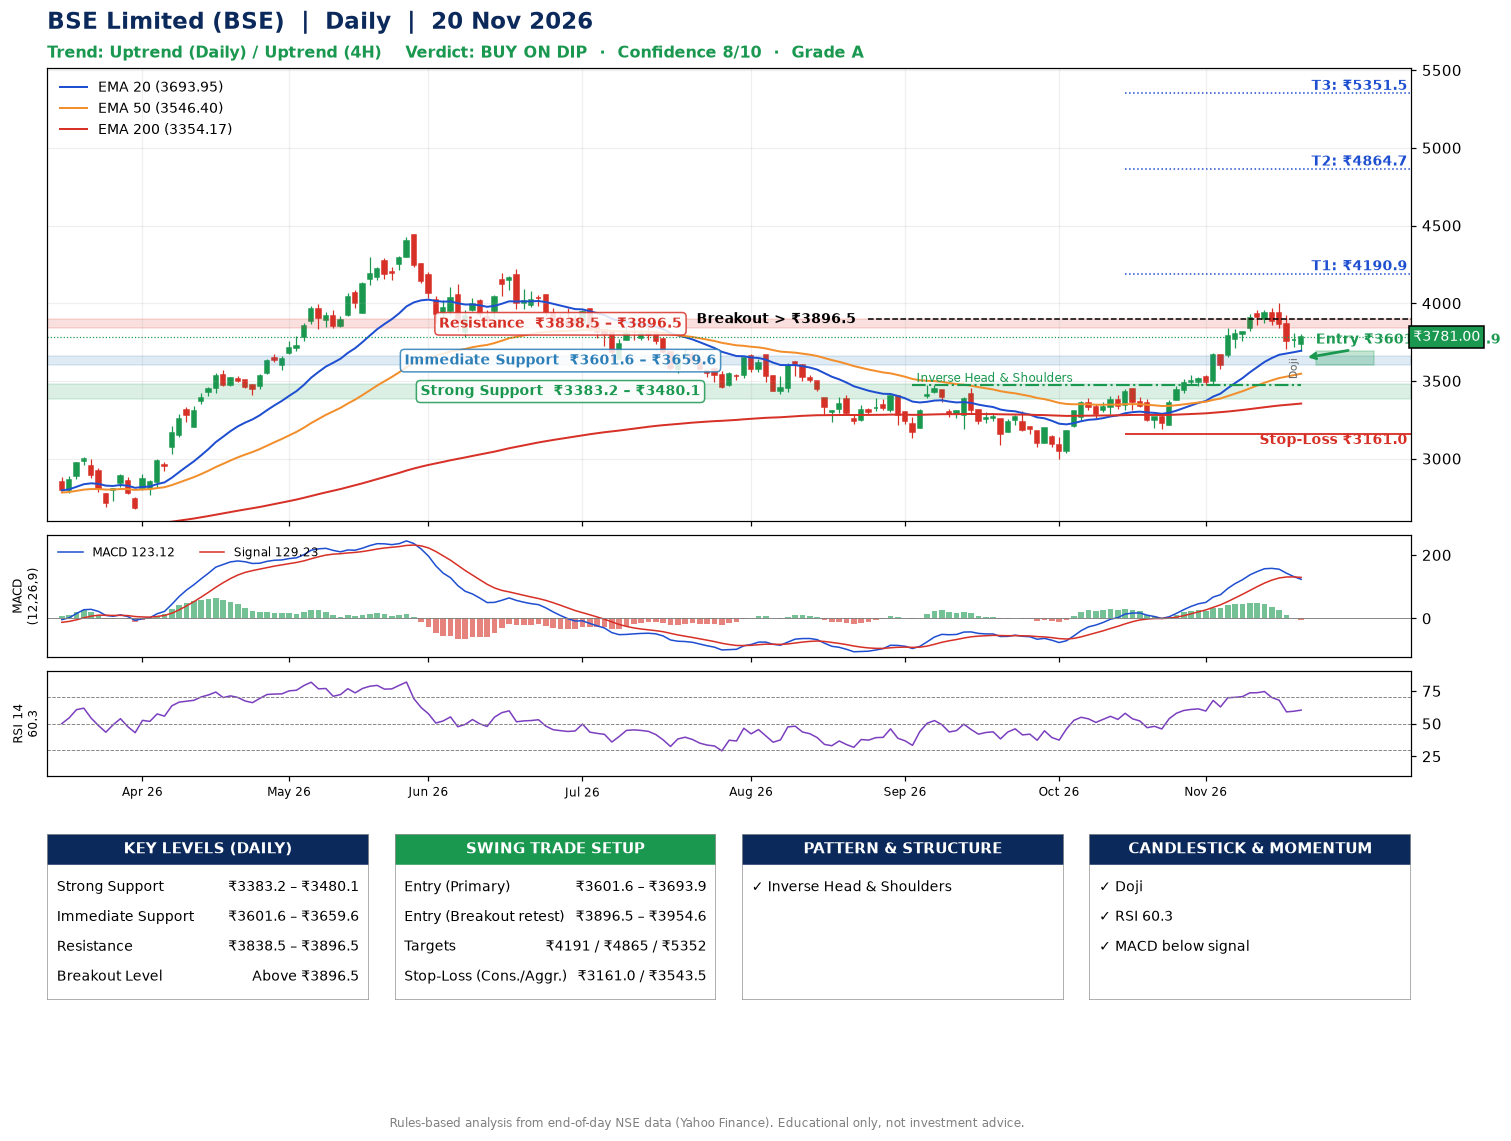 BSE Limited (BSE)  |  Daily  |  20 Nov 2026
Trend: Uptrend (Daily) / Uptrend (4H)    Verdict: BUY ON DIP  ·  Confidence 8/10  ·  Grade A
EMA 20 (3693.95)
EMA 50 (3546.40)
EMA 200 (3354.17)
5500
T3: ₹5351.5
5000
T2: ₹4864.7
4500
T1: ₹4190.9
4000
Resistance  ₹3838.5 – ₹3896.5
Breakout > ₹3896.5
Entry ₹360
₹3781.00
.9
Immediate Support  ₹3601.6 – ₹3659.6
Doji
Inverse Head & Shoulders
3500
Strong Support  ₹3383.2 – ₹3480.1
Stop-Loss ₹3161.0
3000
MACD (12,26,9)
MACD 123.12
Signal 129.23
200
0
RSI 14
60.3
75
50
25
Apr 26
May 26
Jun 26
Jul 26
Aug 26
Sep 26
Oct 26
Nov 26
KEY LEVELS (DAILY)
Strong Support ₹3383.2 – ₹3480.1
Immediate Support ₹3601.6 – ₹3659.6
Resistance ₹3838.5 – ₹3896.5
Breakout Level Above ₹3896.5
SWING TRADE SETUP
Entry (Primary) ₹3601.6 – ₹3693.9
Entry (Breakout retest) ₹3896.5 – ₹3954.6
Targets ₹4191 / ₹4865 / ₹5352
Stop-Loss (Cons./Aggr.) ₹3161.0 / ₹3543.5
PATTERN & STRUCTURE
✓ Inverse Head & Shoulders
CANDLESTICK & MOMENTUM
✓ Doji
✓ RSI 60.3
✓ MACD below signal
Rules-based analysis from end-of-day NSE data (Yahoo Finance). Educational only, not investment advice.